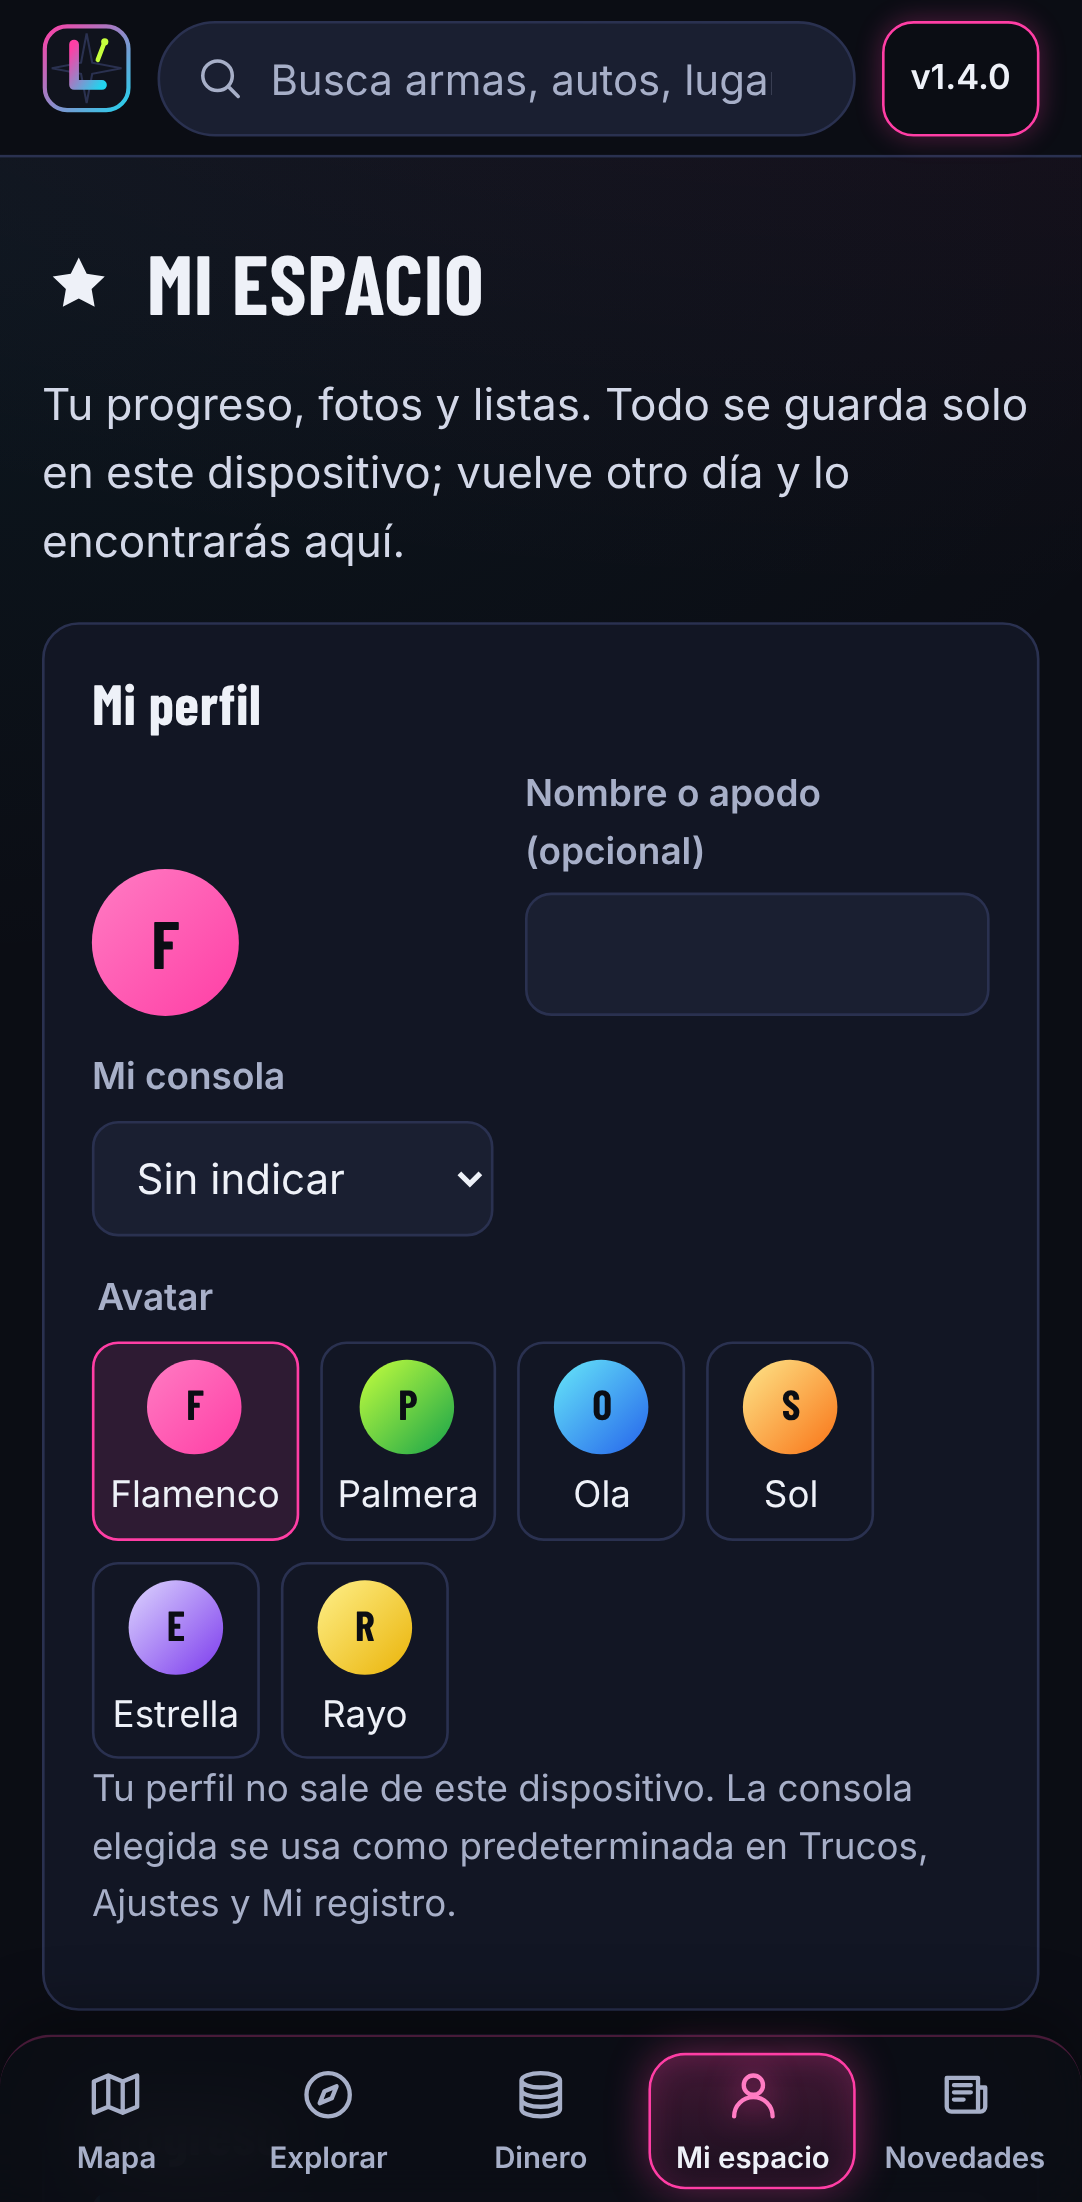 Busca armas, autos, luga
v1.4.0
MI ESPACIO
Tu progreso, fotos y listas. Todo se guarda solo
en este dispositivo; vuelve otro día y lo
encontrarás aquí.
Mi perfil
Nombre o apodo
(opcional)
F
Mi consola
Sin indicar
Avatar
F
Flamenco
P
Palmera
O
Ola
S
Sol
E
Estrella
R
Rayo
Tu perfil no sale de este dispositivo. La consola
elegida se usa como predeterminada en Trucos,
Ajustes y Mi registro.
Mapa
Explorar
Dinero
Mi espacio
Novedades